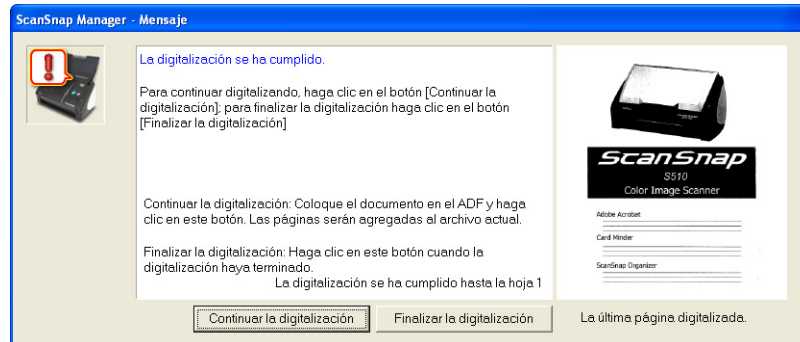 ScanSnap Manager - Mensaje
La digitalización se ha cumplido.
Para continuar digitalizando, haga clic en el botón [Continuar la
digitalización]; para finalizar la digitalización haga clic en el botón
[Finalizar la digitalización]
Continuar la digitalización: Coloque el documento en el ADF y haga
clic en este botón. Las páginas serán agregadas al archivo actual.
Finalizar la digitalización: Haga clic en este botón cuando la
digitalización haya terminado.
La digitalización se ha cumplido hasta la hoja 1
ScanSnap
S510
Color Image Scanner
Adobe Acrobat
Card Minder
ScanSnap Organizer
Continuar la digitalización
Finalizar la digitalización
La última página digitalizada.